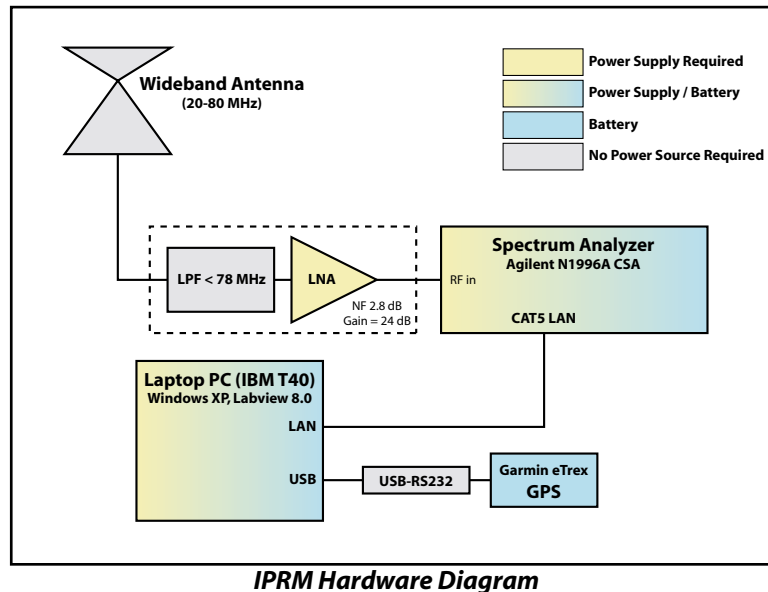 Wideband Antenna
(20-80 MHz)
Power Supply Required
Power Supply / Battery
Battery
No Power Source Required
LPF < 78 MHz
LNA
NF 2.8 dB
Gain = 24 dB
Spectrum Analyzer
Agilent N1996A CSA
RF in
CAT5 LAN
Laptop PC (IBM T40)
Windows XP, Labview 8.0
LAN
USB
USB-RS232
Garmin eTrex
GPS
IPRM Hardware Diagram